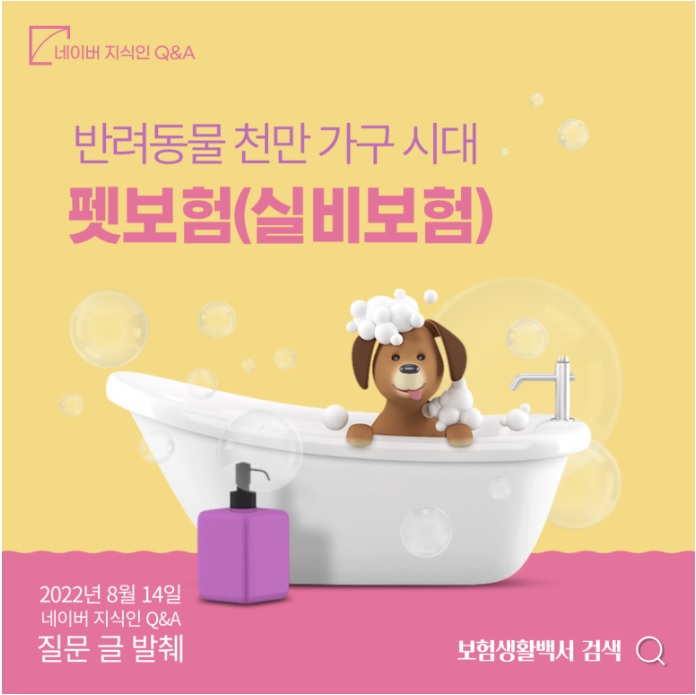 네이버 지식인 Q&A
반려동물 천만 가구 시대
펫보험(실비보험)
2022년 8월 14일
네이버 지식인 Q&A
질문 글 발췌
보험생활백서 검색